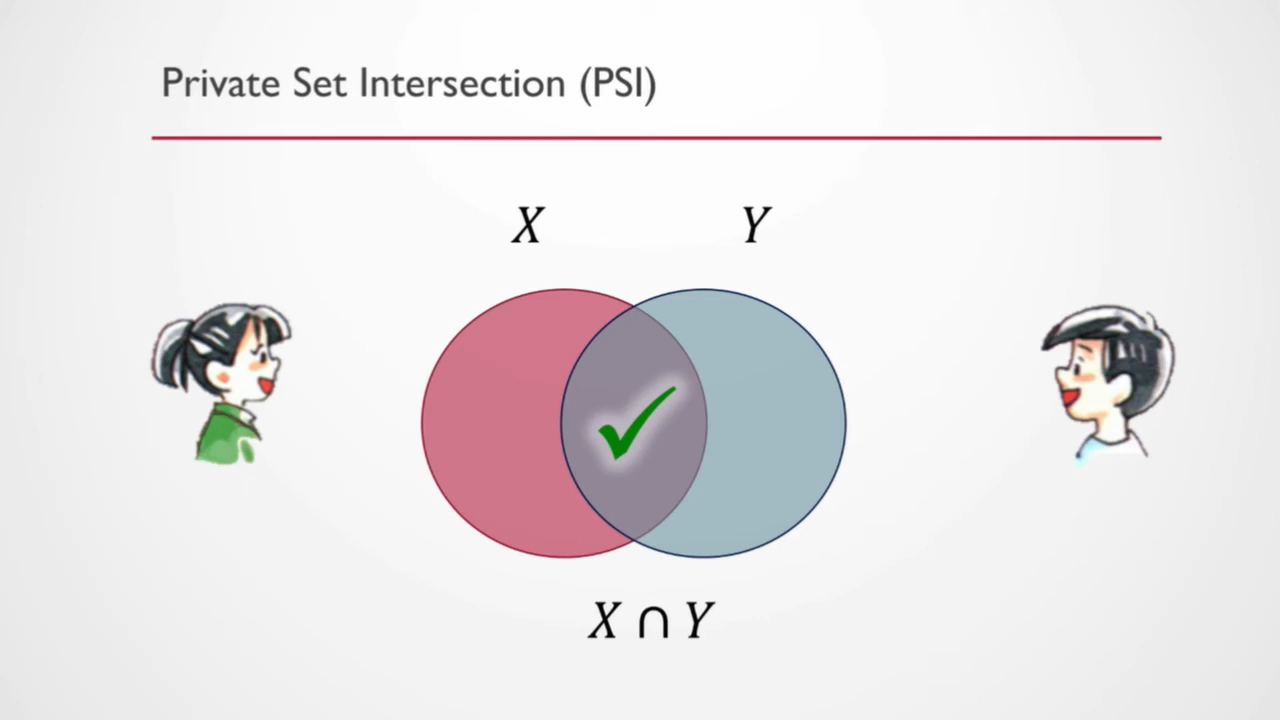 Private Set Intersection (PSI)
X Y
X ∩ Y